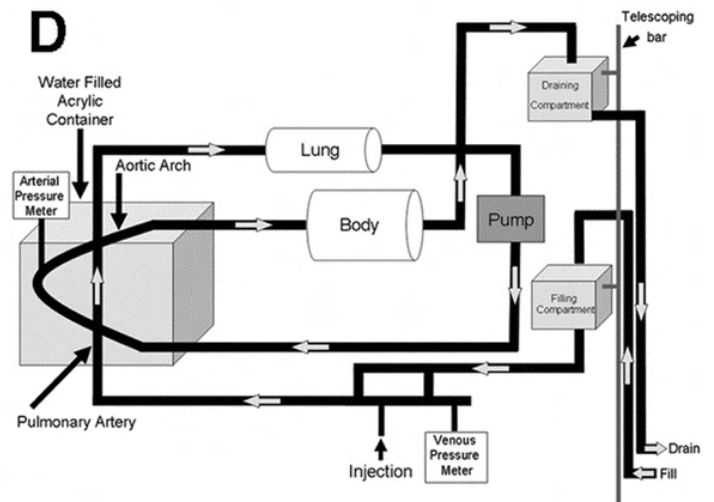 D
Telescoping
bar
Water Filled
Acrylic
Container
Draining
Compartment
Lung
Aortic Arch
Arterial
Pressure
Meter
Body
Pump
Filling
Compartment
Pulmonary Artery
Injection
Venous
Pressure
Meter
Drain
Fill